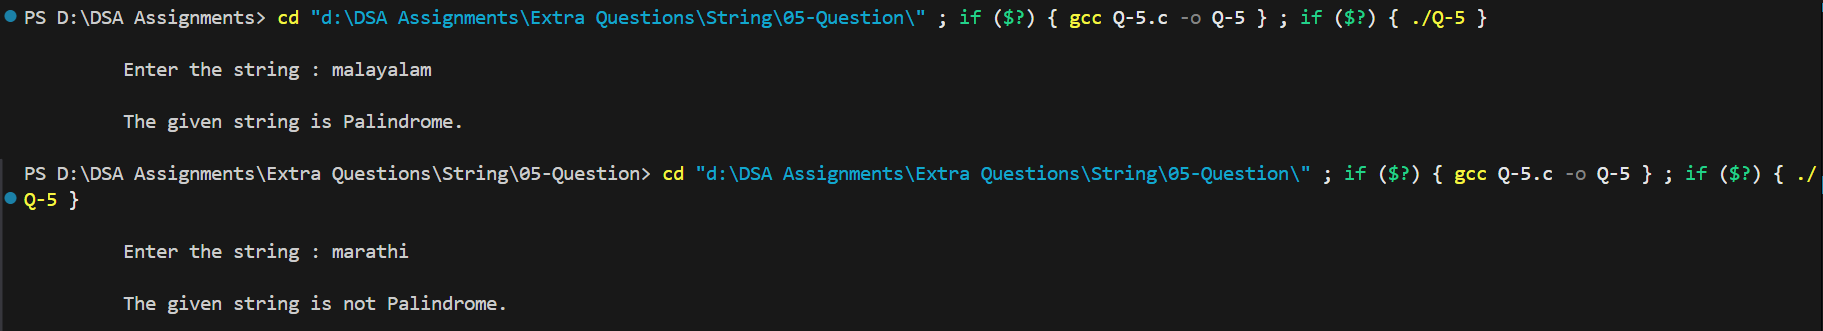 PS D:\DSA Assignments> cd "d:\DSA Assignments\Extra Questions\String\05-Question\" ; if ($?) { gcc Q-5.c -o Q-5 } ; if ($?) { ./Q-5 }
Enter the string : malayalam
The given string is Palindrome.
PS D:\DSA Assignments\Extra Questions\String\05-Question> cd "d:\DSA Assignments\Extra Questions\String\05-Question\" ; if ($?) { gcc Q-5.c -o Q-5 } ; if ($?) { ./
Q-5 }
Enter the string : marathi
The given string is not Palindrome.